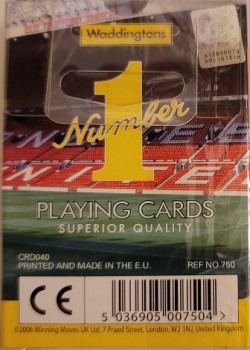 Waddingtons
Number
1
PLAYING CARDS
SUPERIOR QUALITY
CRD040
PRINTED AND MADE IN THE E.U.
REF NO 750
CE
5 036905 007504 >
©2006 Winning Moves UK Ltd. 7 Praed Street, London, W2 1NJ, United Kingdom